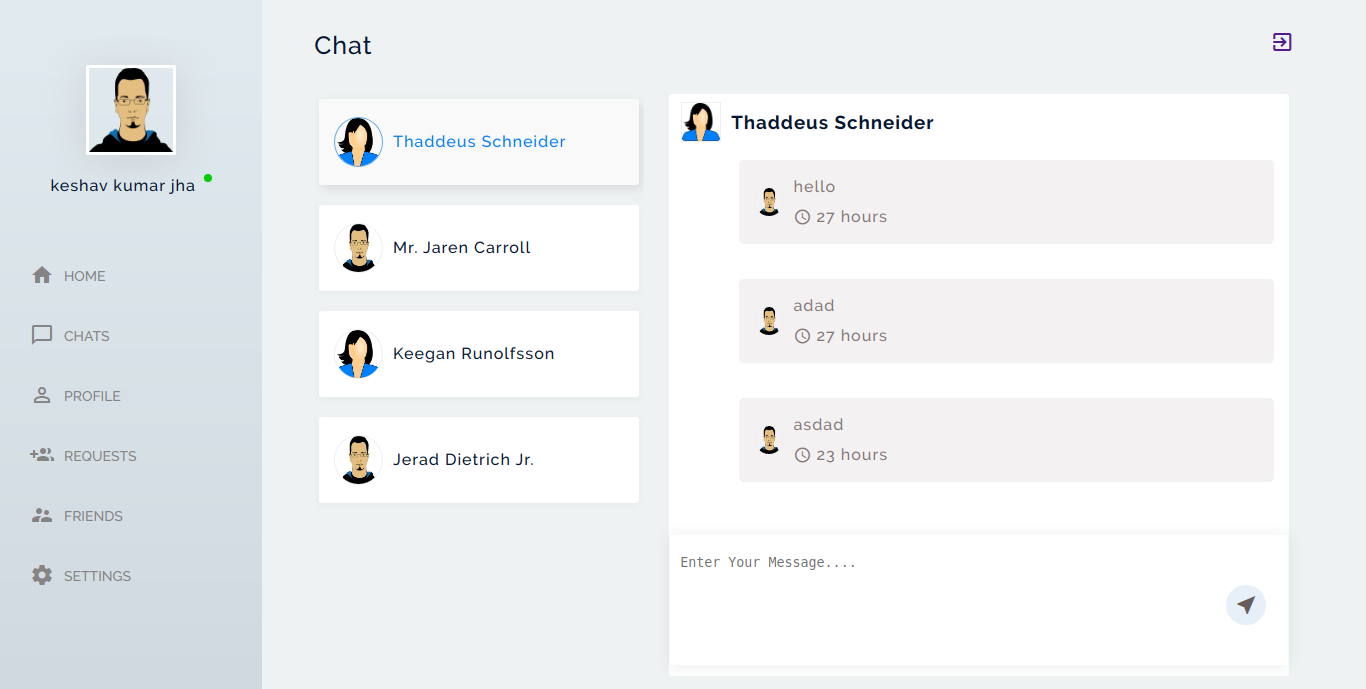 keshav kumar jha
HOME
CHATS
PROFILE
REQUESTS
FRIENDS
SETTINGS
Chat
Thaddeus Schneider
Mr. Jaren Carroll
Keegan Runolfsson
Jerad Dietrich Jr.
Thaddeus Schneider
hello
27 hours
adad
27 hours
asdad
23 hours
Enter Your Message....